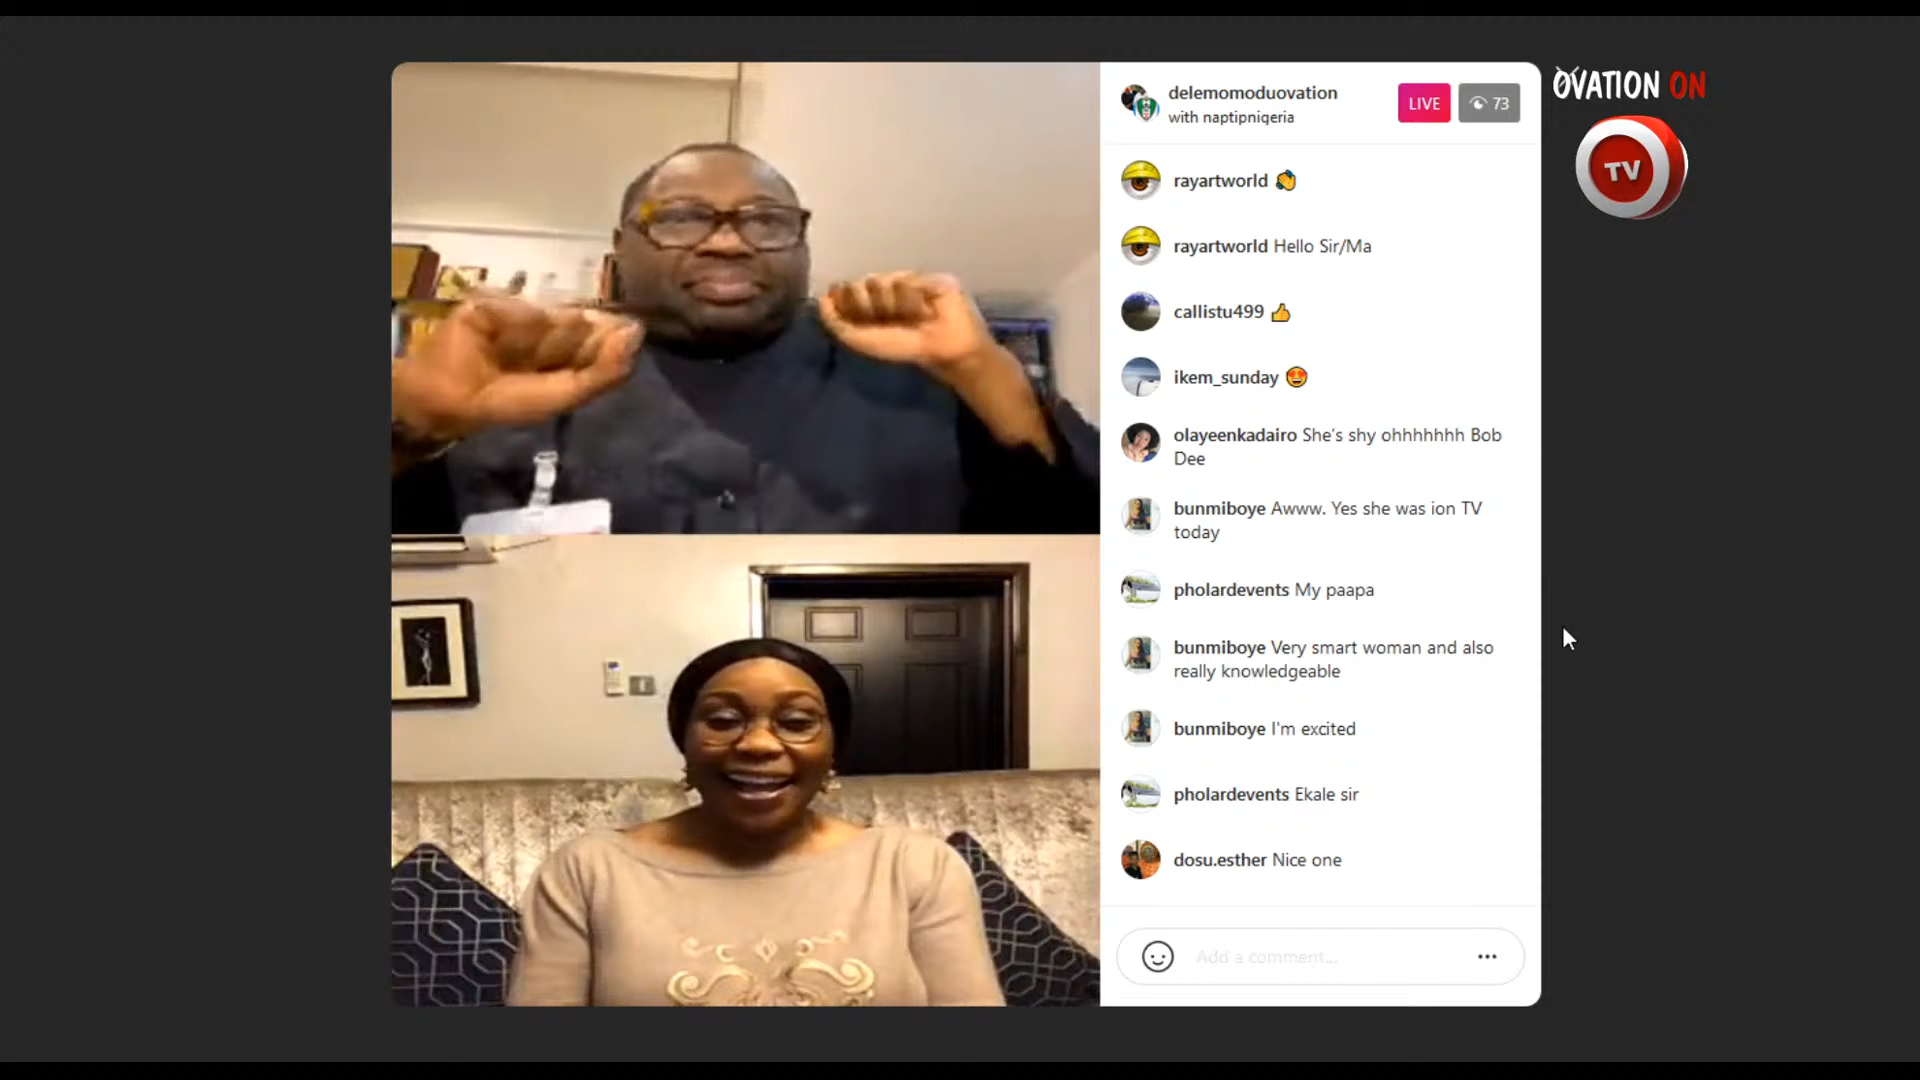 OVATION ON
TV
delemomoduovation
with naptipnigeria
LIVE
73
rayartworld 👏
rayartworld Hello Sir/Ma
callistu499 👍
ikem_sunday 😍
olayeenkadairo She's shy ohhhhhhh Bob
Dee
bunmiboye Awww. Yes she was ion TV
today
pholardevents My paapa
bunmiboye Very smart woman and also
really knowledgeable
bunmiboye I'm excited
pholardevents Ekale sir
dosu.esther Nice one
Add a comment...